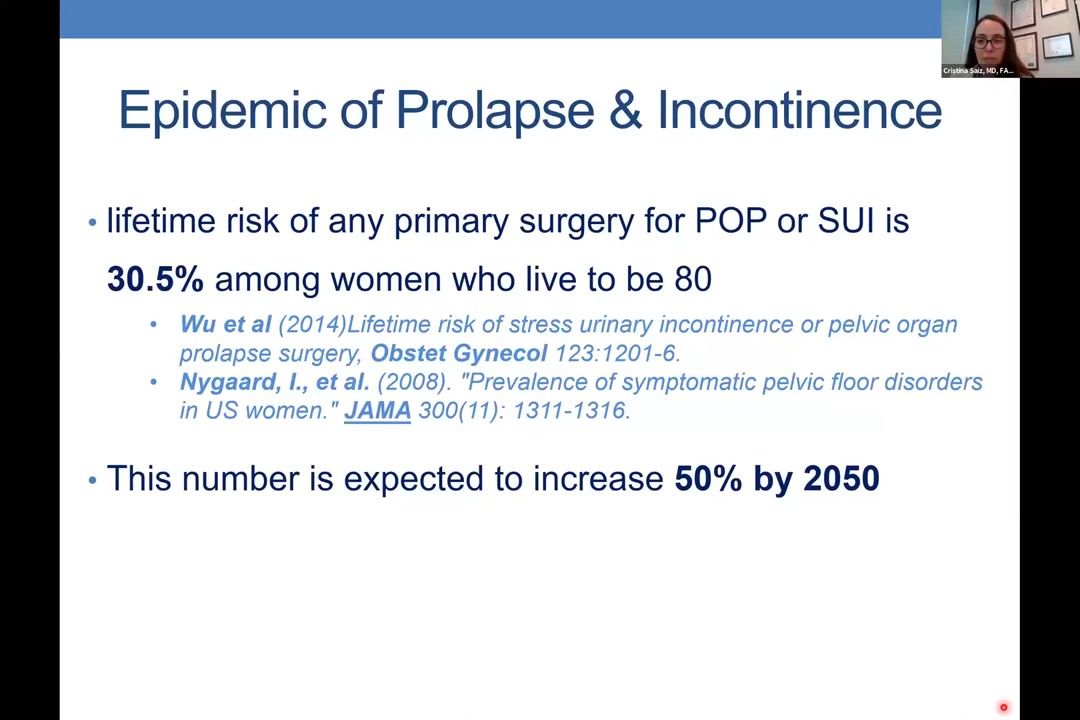 Cristina Saiz, MD, FA...
Epidemic of Prolapse & Incontinence
• lifetime risk of any primary surgery for POP or SUI is
30.5% among women who live to be 80
• Wu et al (2014)Lifetime risk of stress urinary incontinence or pelvic organ
prolapse surgery, Obstet Gynecol 123:1201-6.
• Nygaard, I., et al. (2008). "Prevalence of symptomatic pelvic floor disorders
in US women." JAMA 300(11): 1311-1316.
• This number is expected to increase 50% by 2050